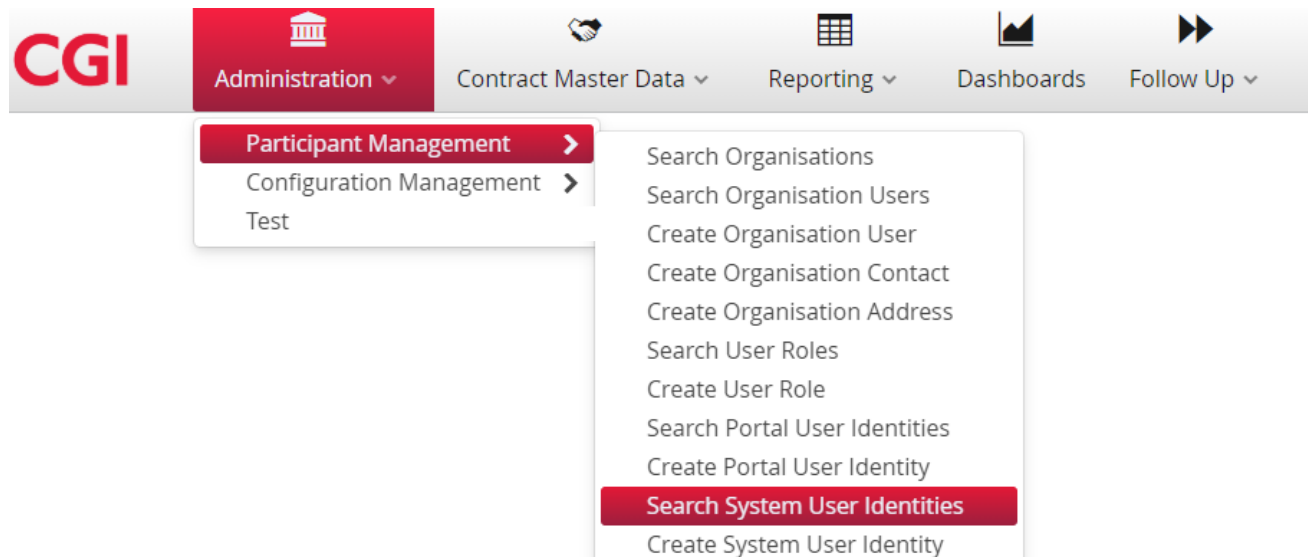 CGI
Administration
Contract Master Data
Reporting
Dashboards
Follow Up
Participant Management
Configuration Management
Test
Search Organisations
Search Organisation Users
Create Organisation User
Create Organisation Contact
Create Organisation Address
Search User Roles
Create User Role
Search Portal User Identities
Create Portal User Identity
Search System User Identities
Create System User Identity